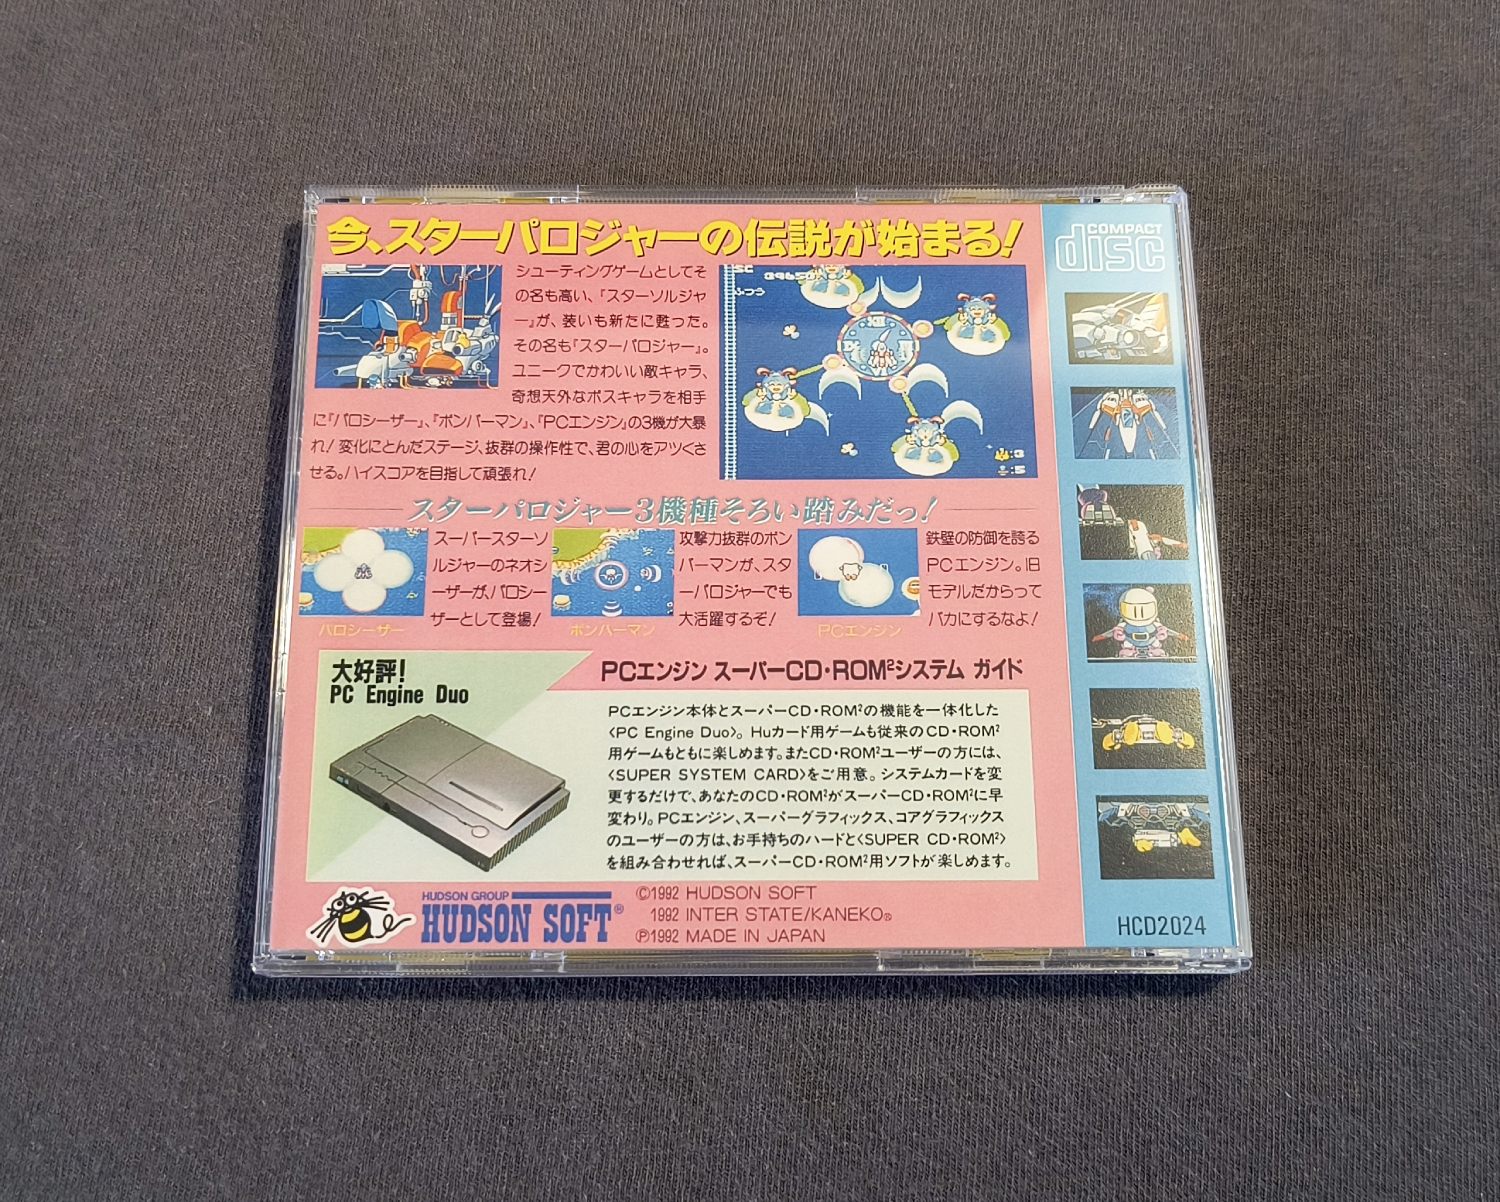 今、スターパロジャーの伝説が始まる!
シューティングゲームとしてそ
の名も高い、「スターソルジャ
ー」が、装いも新たに甦った。
その名も『スターパロジャー』。
ユニークでかわいい敵キャラ、
奇想天外なボスキャラを相手
に『パロシーザー』、『ボンバーマン』、『PCエンジン』の3機が大暴
れ!変化にとんだステージ、抜群の操作性で、君の心をアツくさ
せる。ハイスコアを目指して頑張れ!
SC 09650
ふつう
:3
:5
スターパロジャー3機種そろい踏みだっ!
スーパースターソ
ルジャーのネオシ
ーザーが、パロシー
ザーとして登場!
パロシーザー
攻撃力抜群のボン
バーマンが、スタ
ーパロジャーでも
大活躍するぞ!
ボンバーマン
鉄壁の防御を誇る
PCエンジン。旧
モデルだからって
バカにするなよ!
PCエンジン
大好評!
PC Engine Duo
PCエンジン スーパーCD・ROM²システム ガイド
PCエンジン本体とスーパーCD・ROM²の機能を一体化した
〈PC Engine Duo〉。Huカード用ゲームも従来のCD・ROM²
用ゲームもともに楽しめます。またCD・ROM²ユーザーの方には、
〈SUPER SYSTEM CARD〉をご用意。システムカードを変
更するだけで、あなたのCD・ROM²がスーパーCD・ROM²に早
変わり。PCエンジン、スーパーグラフィックス、コアグラフィックス
のユーザーの方は、お手持ちのハードと〈SUPER CD・ROM²〉
を組み合わせれば、スーパーCD・ROM²用ソフトが楽しめます。
HUDSON GROUP
HUDSON SOFT®
©1992 HUDSON SOFT
1992 INTER STATE/KANEKO®
℗1992 MADE IN JAPAN
COMPACT
disc
HCD2024